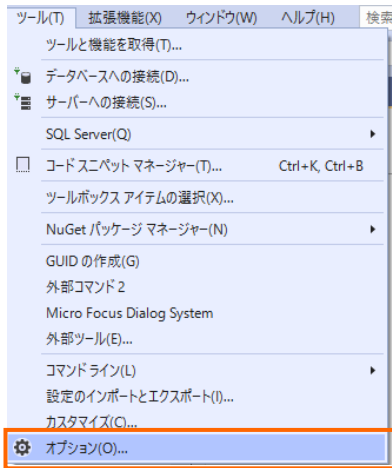 ツール(T) 拡張機能(X) ウィンドウ(W) ヘルプ(H) 検索
ツールと機能を取得(T)...
データベースへの接続(D)...
サーバーへの接続(S)...
SQL Server(Q)
コード スニペット マネージャー(T)... Ctrl+K, Ctrl+B
ツールボックス アイテムの選択(X)...
NuGet パッケージ マネージャー(N)
GUID の作成(G)
外部コマンド 2
Micro Focus Dialog System
外部ツール(E)...
コマンド ライン(L)
設定のインポートとエクスポート(I)...
カスタマイズ(C)...
オプション(O)...